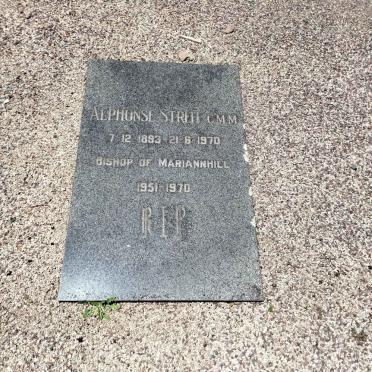 ALPHONSE STREIT C.M.M.
7-12-1893-21-6-1970
BISHOP OF MARIANNHILL
1951-1970
RIP